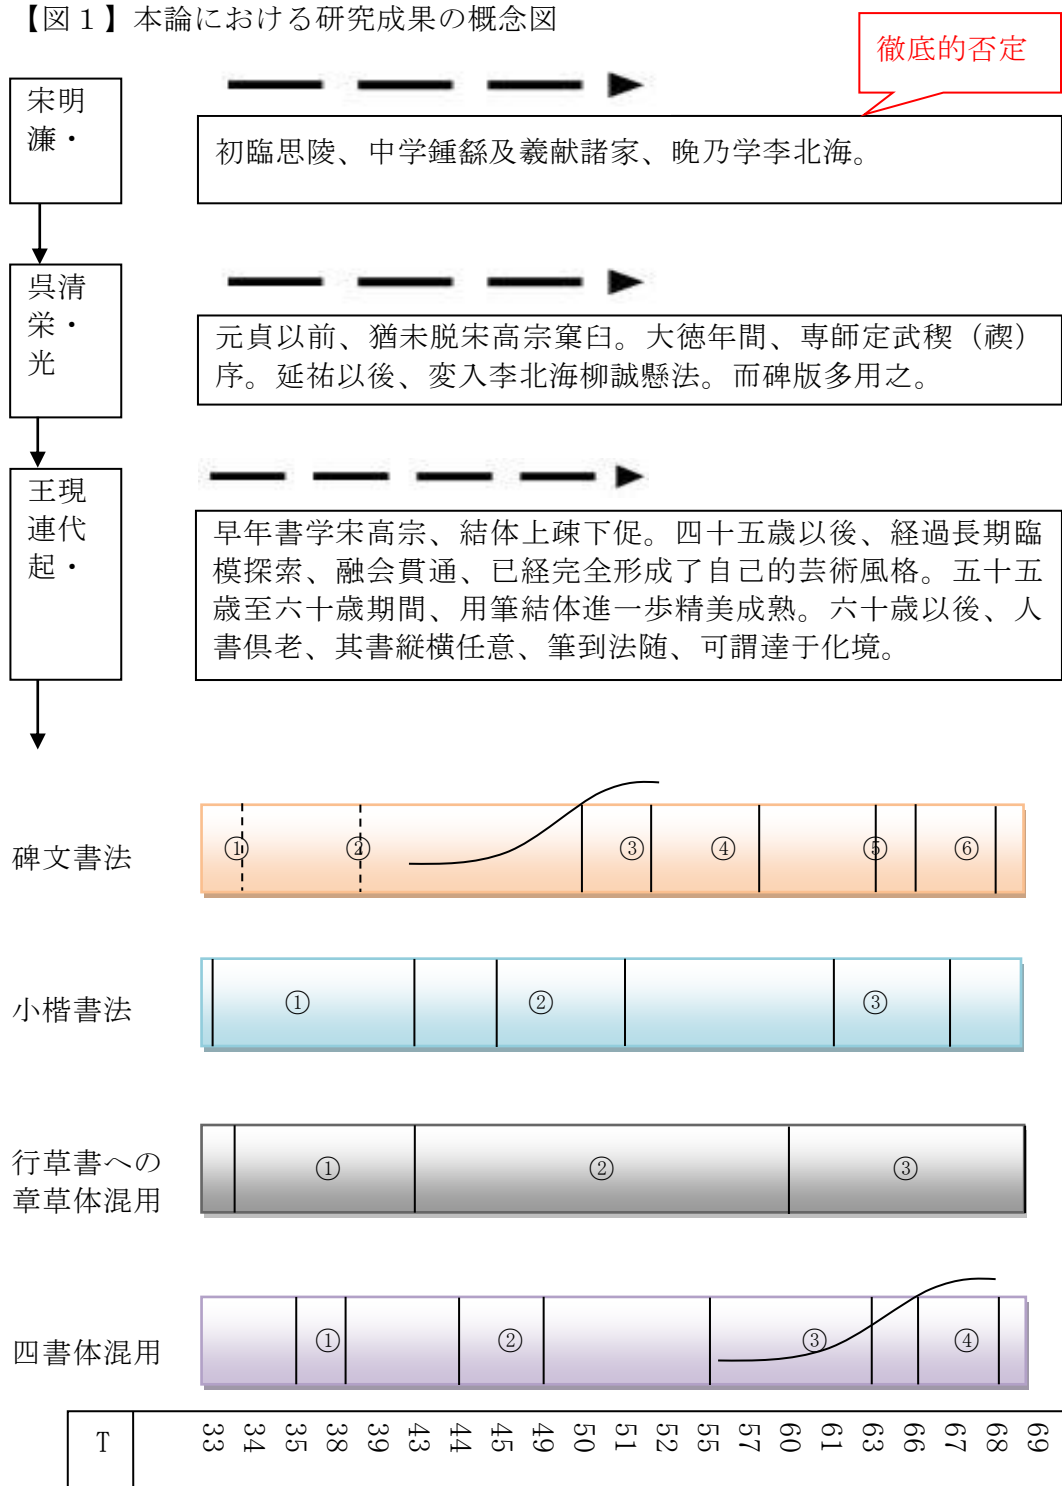 【図１】本論における研究成果の概念図
徹底的否定
宋明
濂・
初臨思陵、中学鍾繇及羲献諸家、晩乃学李北海。
呉清
栄・
光
元貞以前、猶未脱宋高宗窠臼。大徳年間、専師定武稧（禊）
序。延祐以後、変入李北海柳誠懸法。而碑版多用之。
王現
連代
起・
早年書学宋高宗、結体上疎下促。四十五歳以後、経過長期臨
模探索、融会貫通、已経完全形成了自己的芸術風格。五十五
歳至六十歳期間、用筆結体進一歩精美成熟。六十歳以後、人
書倶老、其書縦横任意、筆到法随、可謂達于化境。
碑文書法
① ② ③ ④ ⑤ ⑥
小楷書法
① ② ③
行草書への
章草体混用
① ② ③
四書体混用
① ② ③ ④
T 33 34 35 38 39 43 44 45 49 50 51 52 55 57 60 61 63 66 67 68 69